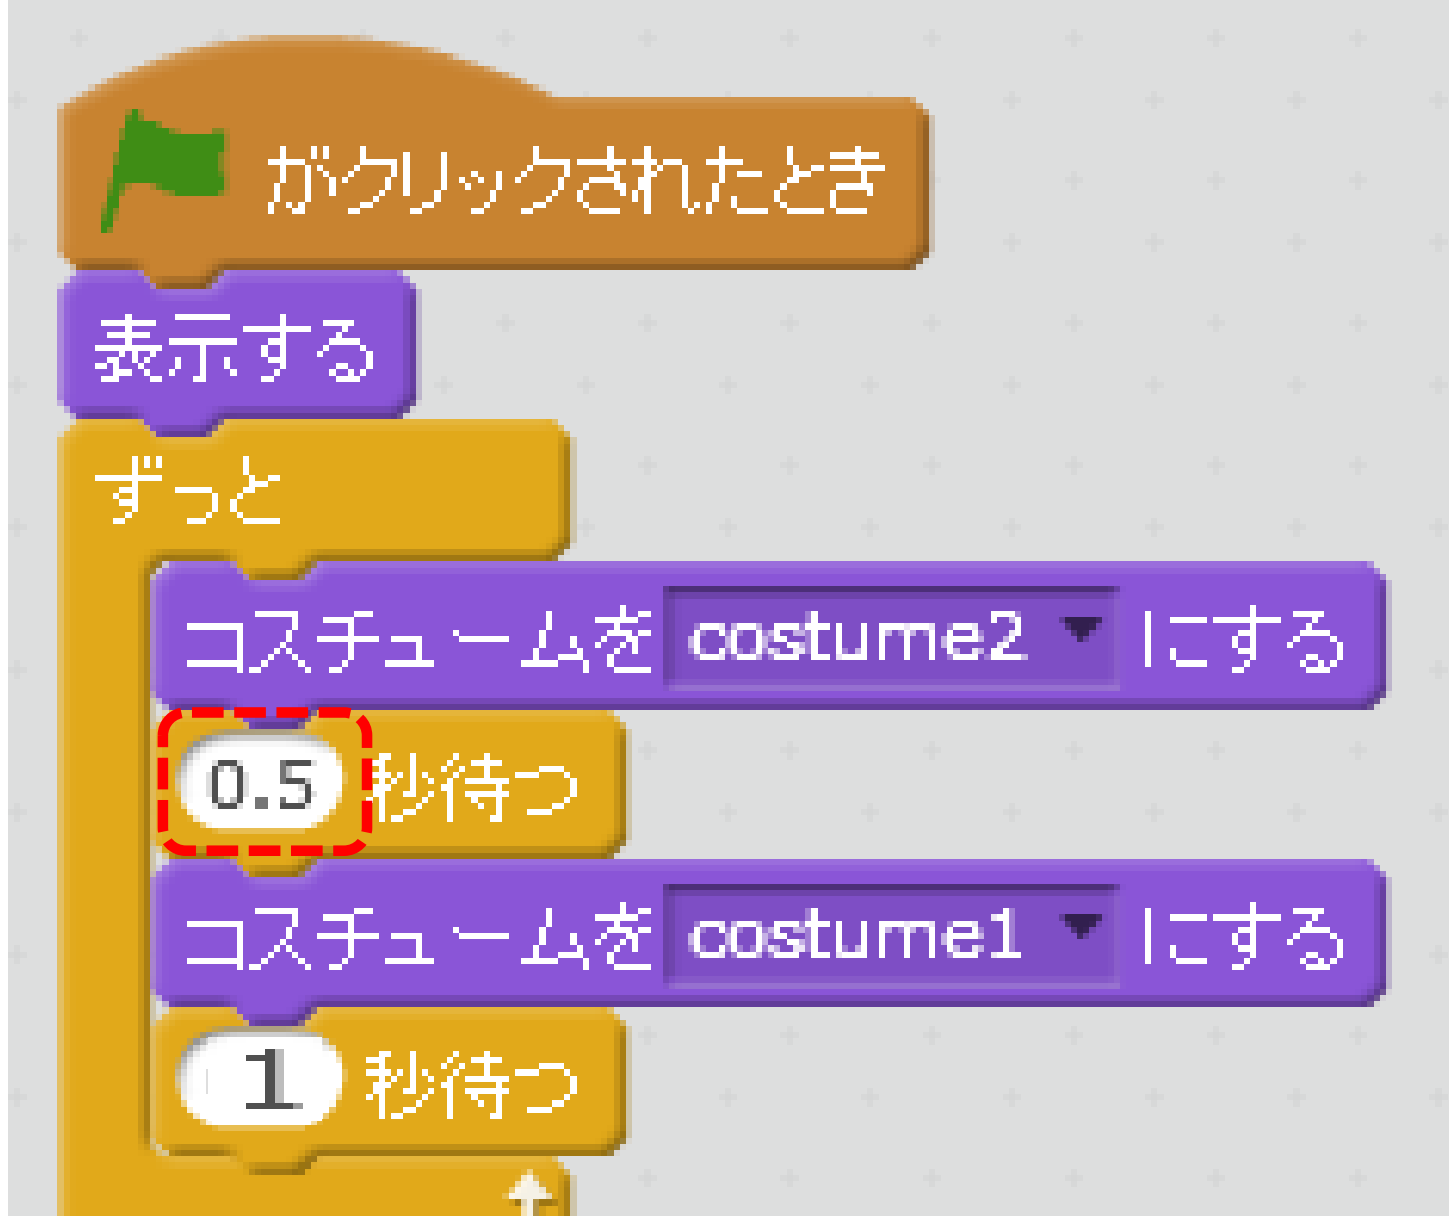 がクリックされたとき
表示する
ずっと
コスチュームを costume2 にする
0.5 秒待つ
コスチュームを costume1 にする
1 秒待つ